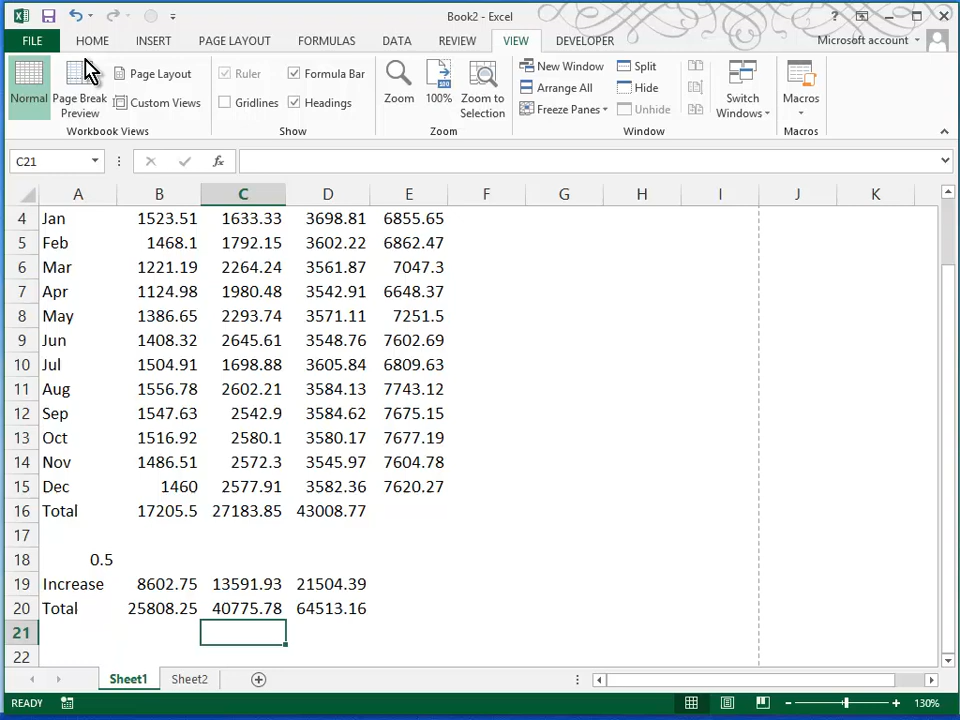 Book2 - Excel
?
FILE HOME INSERT PAGE LAYOUT FORMULAS DATA REVIEW VIEW DEVELOPER Microsoft account
Normal Page Break Preview Page Layout Custom Views
Workbook Views
Ruler Formula Bar
Gridlines Headings
Show
Zoom 100% Zoom to Selection
Zoom
New Window Split
Arrange All Hide
Freeze Panes Unhide
Switch Windows
Window
Macros
Macros
C21 fx
A B C D E F G H I J K
4 Jan 1523.51 1633.33 3698.81 6855.65
5 Feb 1468.1 1792.15 3602.22 6862.47
6 Mar 1221.19 2264.24 3561.87 7047.3
7 Apr 1124.98 1980.48 3542.91 6648.37
8 May 1386.65 2293.74 3571.11 7251.5
9 Jun 1408.32 2645.61 3548.76 7602.69
10 Jul 1504.91 1698.88 3605.84 6809.63
11 Aug 1556.78 2602.21 3584.13 7743.12
12 Sep 1547.63 2542.9 3584.62 7675.15
13 Oct 1516.92 2580.1 3580.17 7677.19
14 Nov 1486.51 2572.3 3545.97 7604.78
15 Dec 1460 2577.91 3582.36 7620.27
16 Total 17205.5 27183.85 43008.77
17
18 0.5
19 Increase 8602.75 13591.93 21504.39
20 Total 25808.25 40775.78 64513.16
21
22
Sheet1 Sheet2
READY 130%